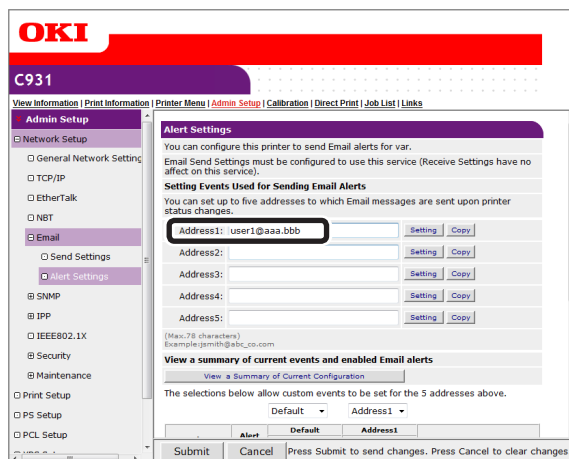 OKI
C931
View Information | Print Information | Printer Menu | Admin Setup | Calibration | Direct Print | Job List | Links
Admin Setup
Network Setup
General Network Setting
TCP/IP
EtherTalk
NBT
Email
Send Settings
Alert Settings
SNMP
IPP
IEEE802.1X
Security
Maintenance
Print Setup
PS Setup
PCL Setup
Alert Settings
You can configure this printer to send Email alerts for var.
Email Send Settings must be configured to use this service (Receive Settings have no
affect on this service).
Setting Events Used for Sending Email Alerts
You can set up to five addresses to which Email messages are sent upon printer
status changes.
Address1: user1@aaa.bbb Setting Copy
Address2: Setting Copy
Address3: Setting Copy
Address4: Setting Copy
Address5: Setting Copy
(Max.78 characters)
Example:jsmith@abc_co.com
View a summary of current events and enabled Email alerts
View a Summary of Current Configuration
The selections below allow custom events to be set for the 5 addresses above.
Default Address1
Alert Default Address1
Submit Cancel Press Submit to send changes. Press Cancel to clear changes